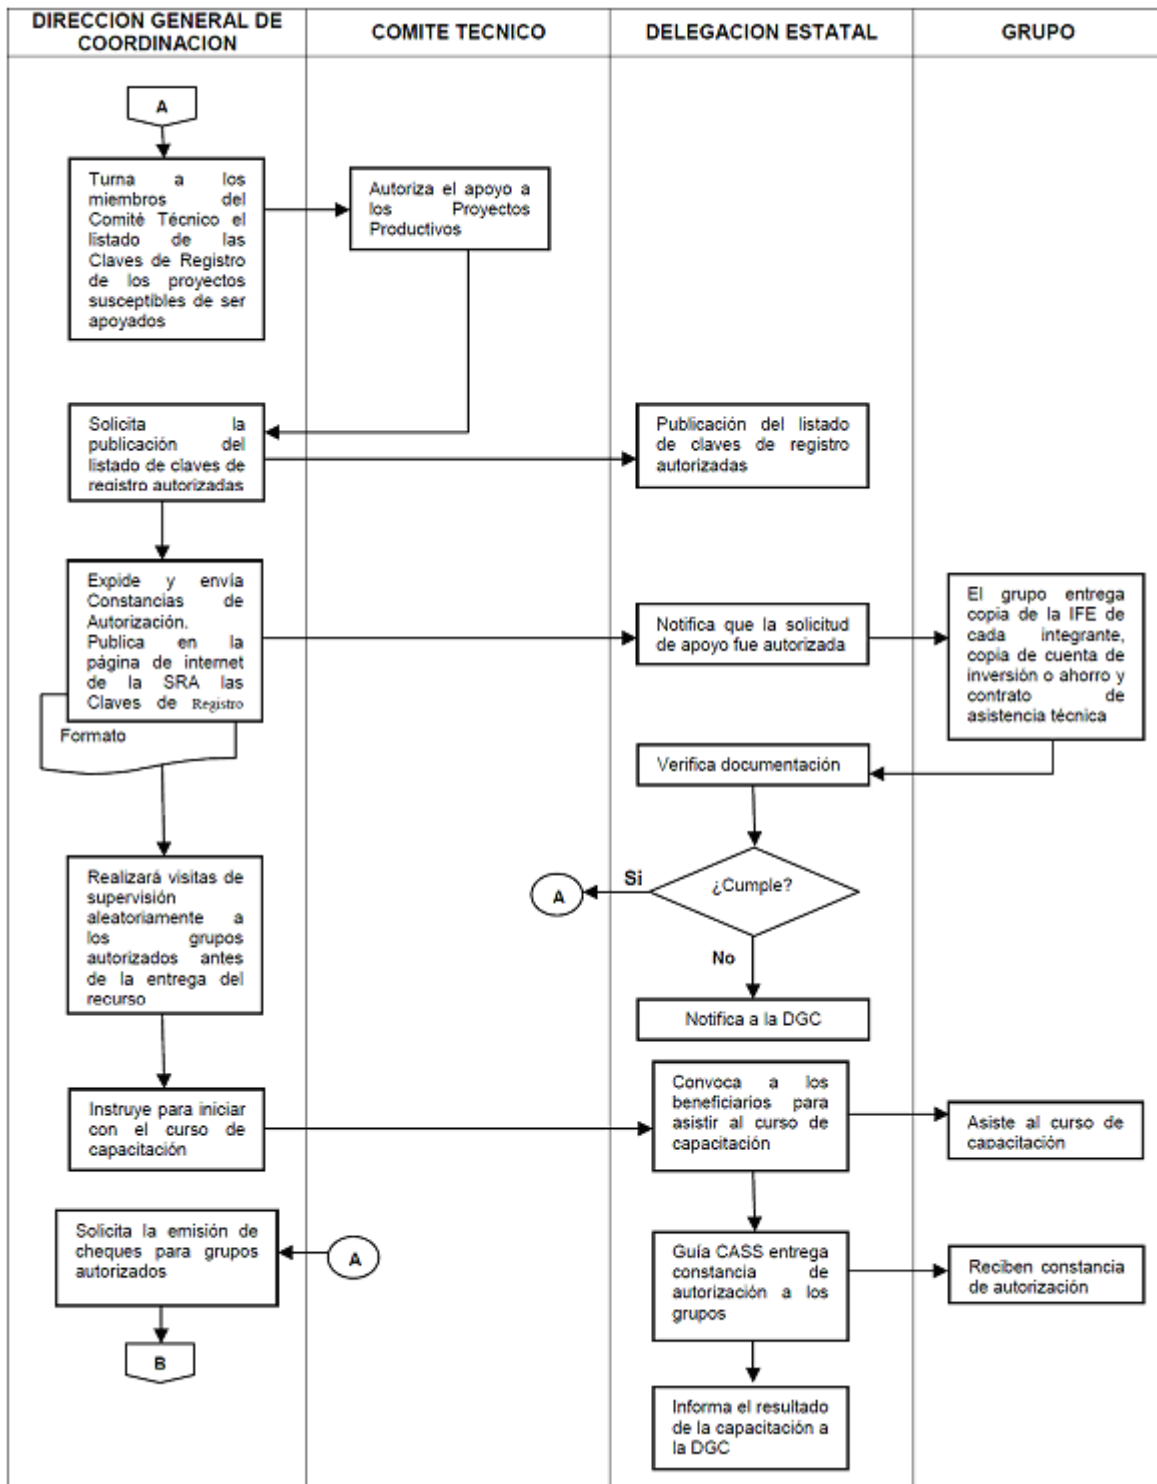 DIRECCION GENERAL DE
COORDINACION
COMITE TECNICO
DELEGACION ESTATAL
GRUPO
A
Turna a los
miembros del
Comité Técnico el
listado de las
Claves de Registro
de los proyectos
susceptibles de ser
apoyados
Autoriza el apoyo a
los Proyectos
Productivos
Solicita la
publicación del
listado de claves de
registro autorizadas
Publicación del listado
de claves de registro
autorizadas
Expide y envía
Constancias de
Autorización.
Publica en la
página de internet
de la SRA las
Claves de Registro
Formato
Notifica que la solicitud
de apoyo fue autorizada
El grupo entrega
copia de la IFE de
cada integrante,
copia de cuenta de
inversión o ahorro y
contrato de
asistencia técnica
Verifica documentación
¿Cumple?
Si
A
No
Notifica a la DGC
Realizará visitas de
supervisión
aleatoriamente a
los grupos
autorizados antes
de la entrega del
recurso
Instruye para iniciar
con el curso de
capacitación
Convoca a los
beneficiarios para
asistir al curso de
capacitación
Asiste al curso de
capacitación
Solicita la emisión de
cheques para grupos
autorizados
A
Guía CASS entrega
constancia de
autorización a los
grupos
Reciben constancia
de autorización
B
Informa el resultado
de la capacitación a
la DGC